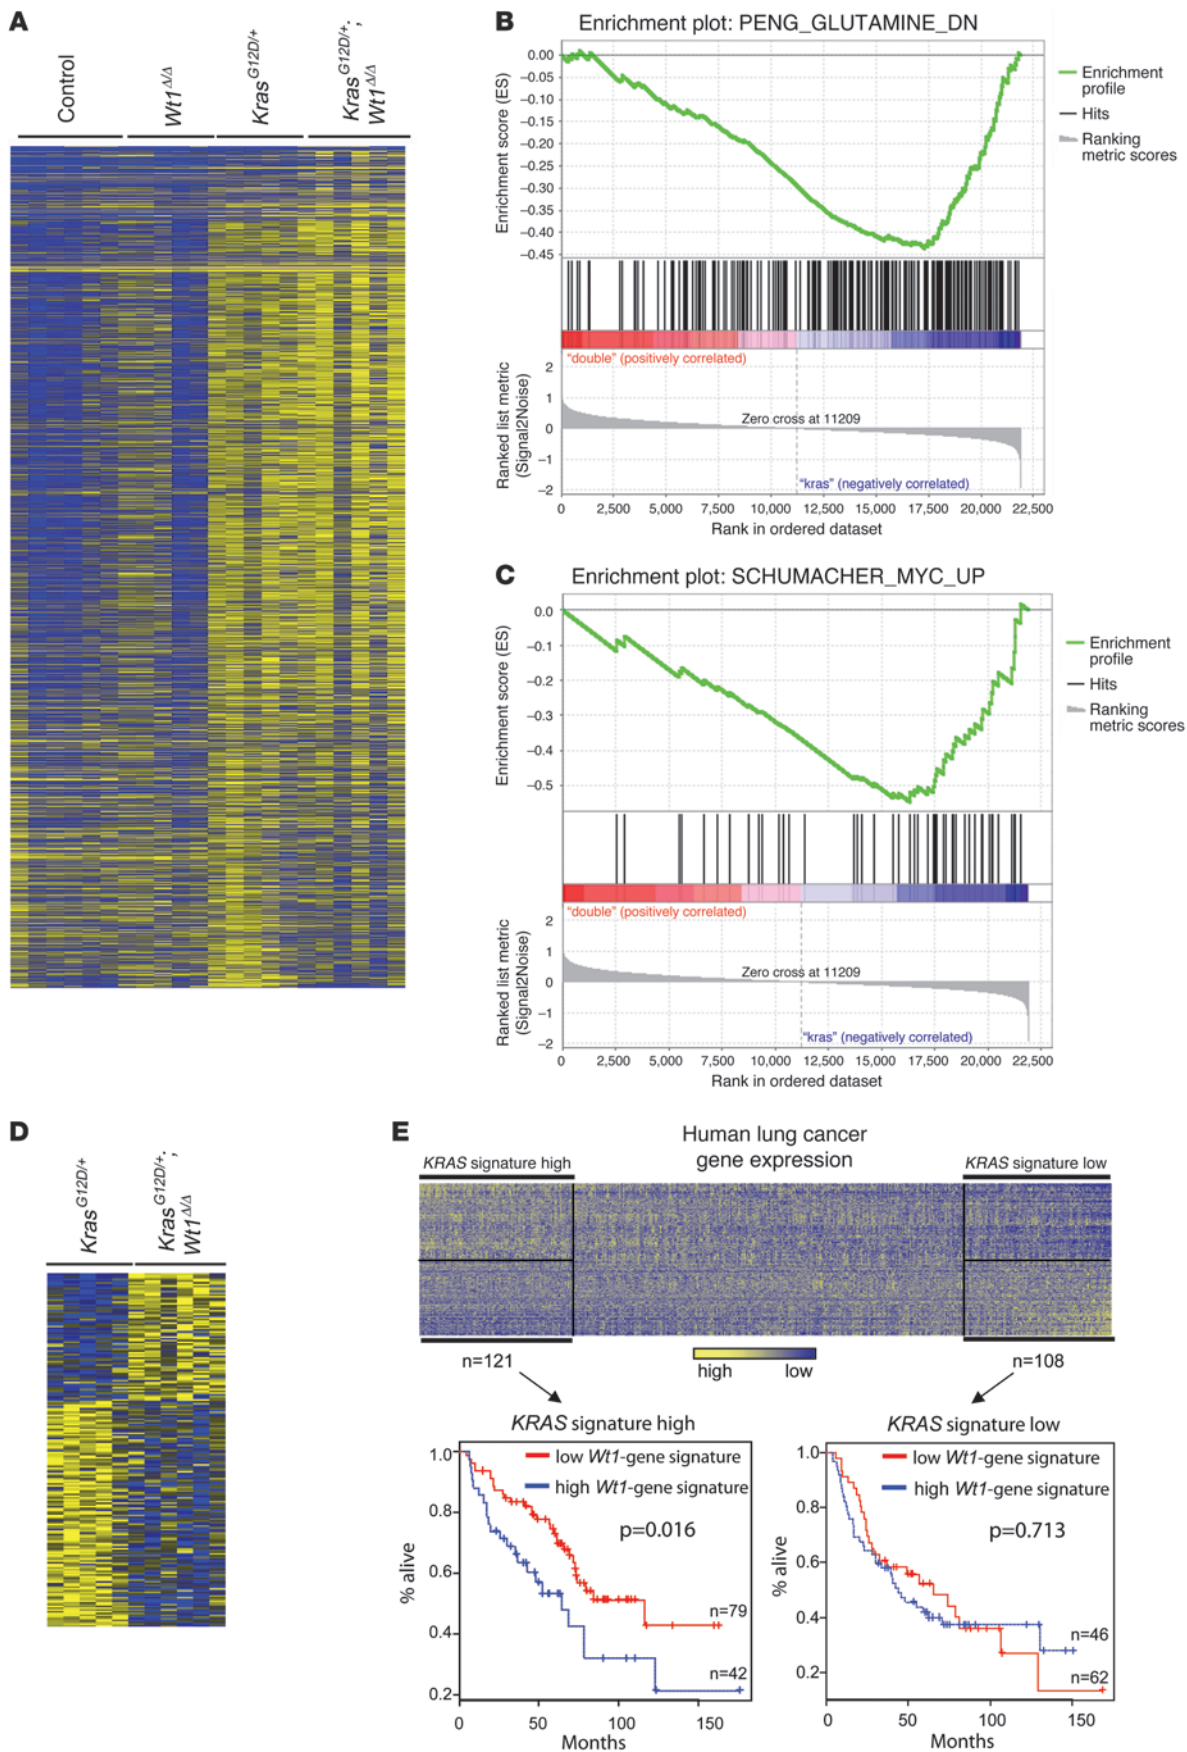 A
Control
Wt1Δ/Δ
KrasG12D/+
KrasG12D/+;
Wt1Δ/Δ
B
Enrichment plot: PENG_GLUTAMINE_DN
Enrichment score (ES)
0.00
−0.05
−0.10
−0.15
−0.20
−0.25
−0.30
−0.35
−0.40
−0.45
Enrichment
profile
Hits
Ranking
metric scores
"double" (positively correlated)
Ranked list metric
(Signal2Noise)
2
1
0
−1
−2
Zero cross at 11209
"kras" (negatively correlated)
0 2,500 5,000 7,500 10,000 12,500 15,000 17,500 20,000 22,500
Rank in ordered dataset
C
Enrichment plot: SCHUMACHER_MYC_UP
Enrichment score (ES)
0.0
−0.1
−0.2
−0.3
−0.4
−0.5
Enrichment
profile
Hits
Ranking
metric scores
"double" (positively correlated)
Ranked list metric
(Signal2Noise)
2
1
0
−1
−2
Zero cross at 11209
"kras" (negatively correlated)
0 2,500 5,000 7,500 10,000 12,500 15,000 17,500 20,000 22,500
Rank in ordered dataset
D
KrasG12D/+
KrasG12D/+;
Wt1Δ/Δ
E
Human lung cancer
gene expression
KRAS signature high
KRAS signature low
n=121
high low
n=108
KRAS signature high
% alive
1.0
0.8
0.6
0.4
0.2
low Wt1-gene signature
high Wt1-gene signature
p=0.016
n=79
n=42
0 50 100 150
Months
KRAS signature low
% alive
1.0
0.8
0.6
0.4
0.2
low Wt1-gene signature
high Wt1-gene signature
p=0.713
n=46
n=62
0 50 100 150
Months